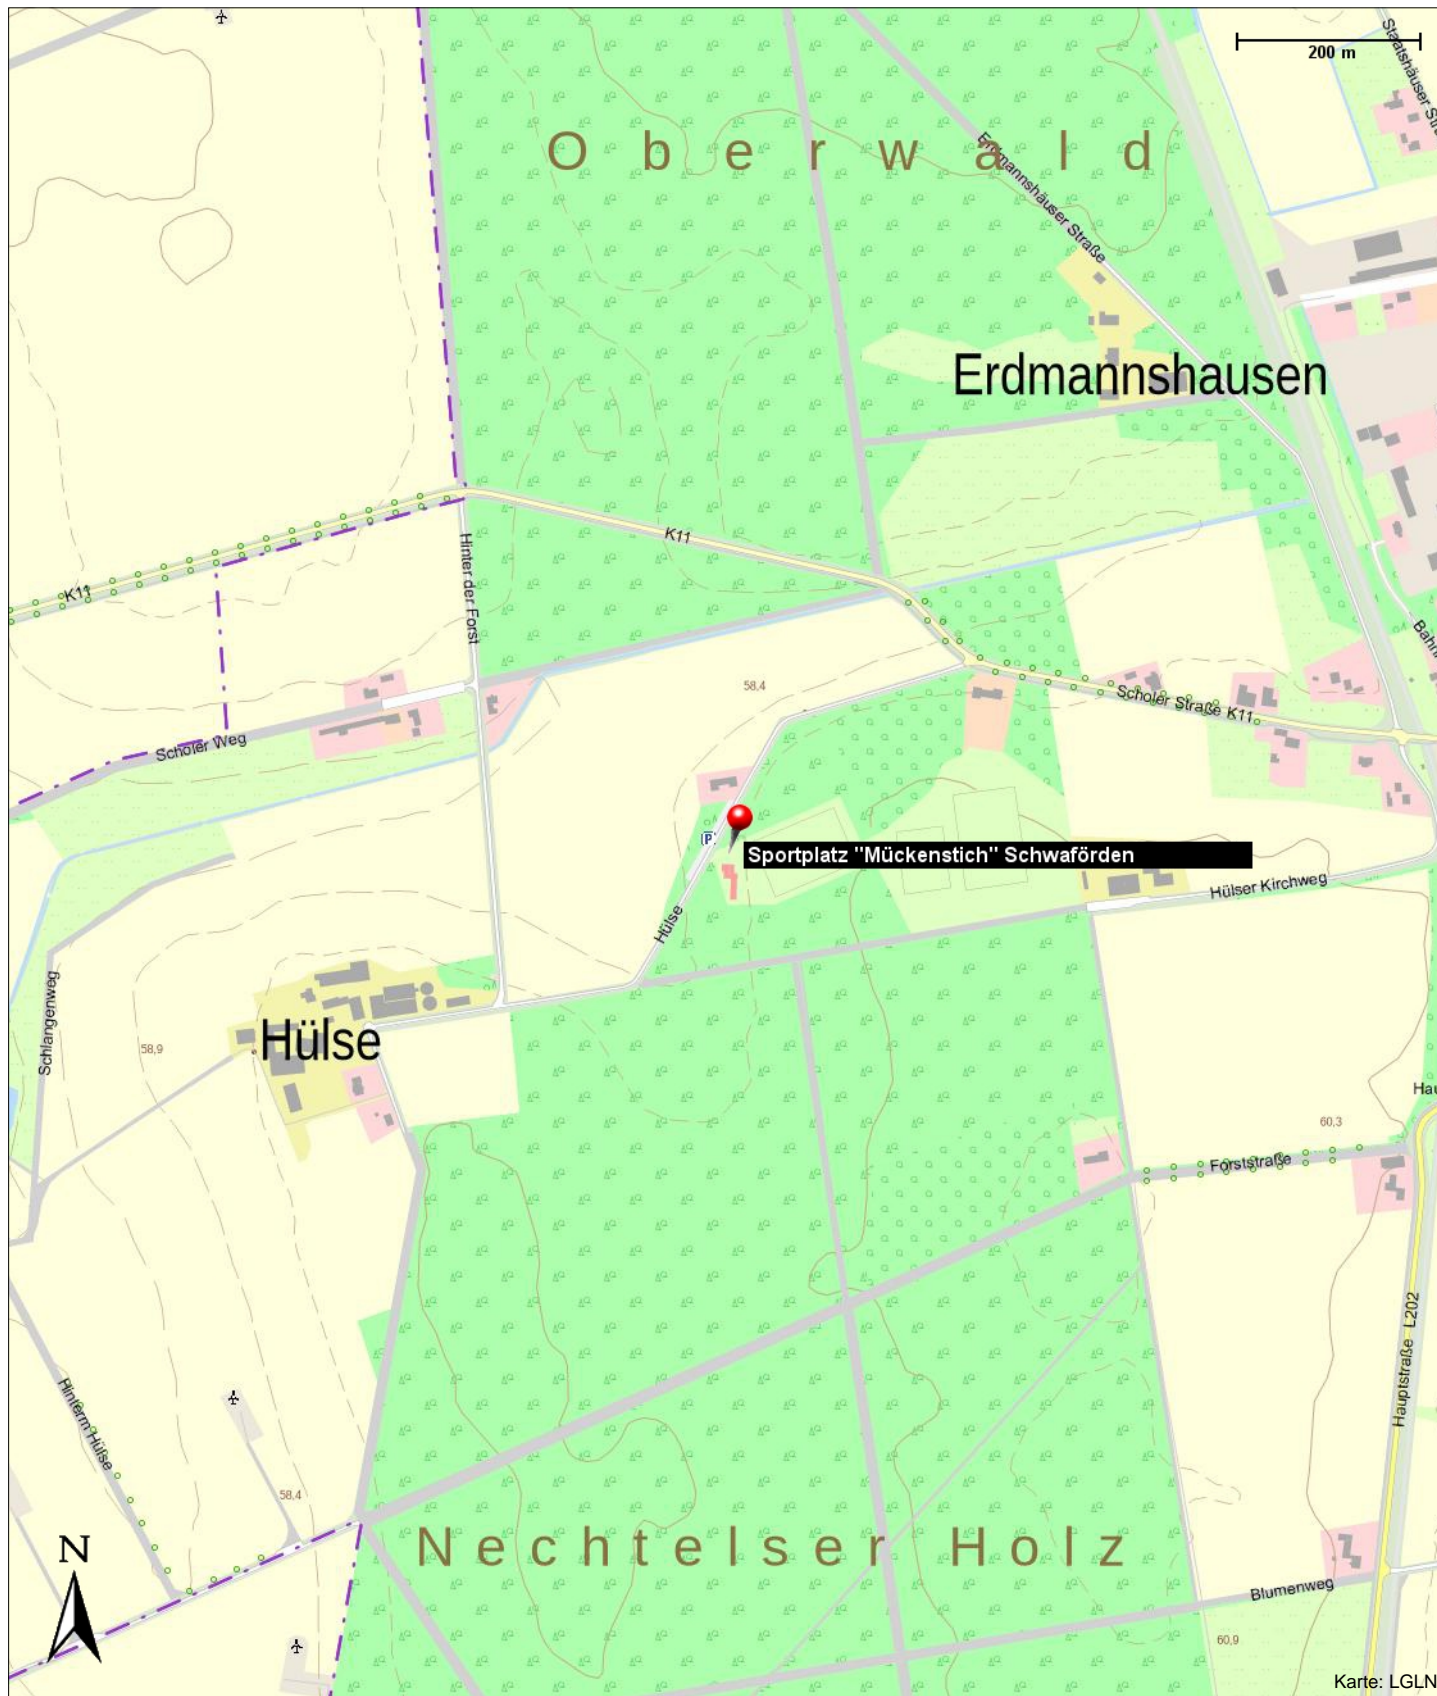 200 m
Staatshäuser
Oberwald
Erdmannshäuser Straße
Erdmannshausen
K11
K11
Hinter der Forst
58,4
Scholer Straße K11
Scholer Weg
P
Sportplatz "Mückenstich" Schwaförden
Hülser Kirchweg
Hülse
Schlangenweg
58,9
Hülse
60,3
Forststraße
Hauptstraße L202
Hinterm Hülse
58,4
N
Nechtelser Holz
Blumenweg
60,9
Karte: LGLN